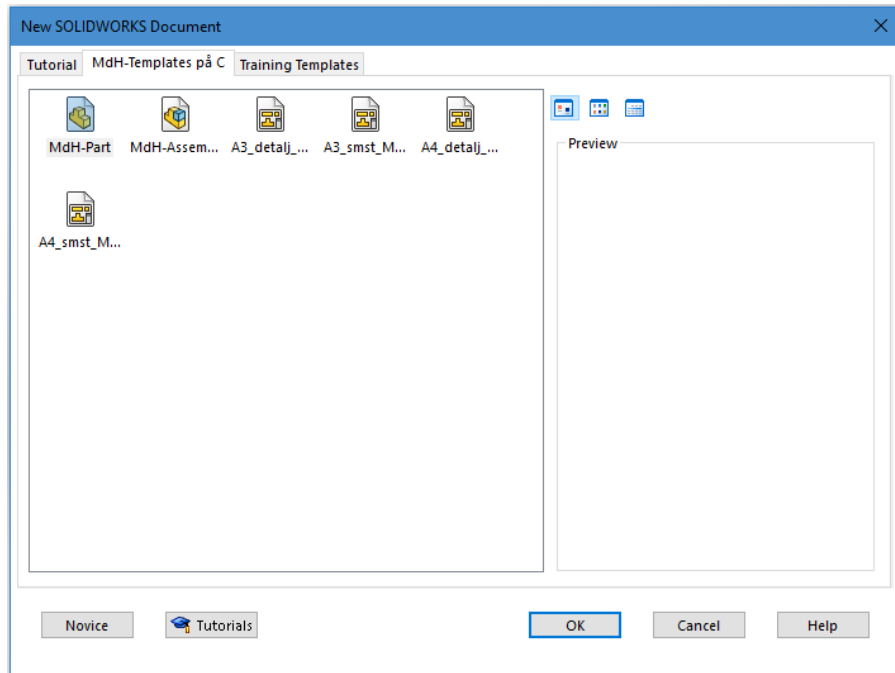 New SOLIDWORKS Document
Tutorial MdH-Templates på C Training Templates
MdH-Part MdH-Assem... A3_detalj_... A3_smst_M... A4_detalj_...
Preview
A4_smst_M...
Novice Tutorials OK Cancel Help